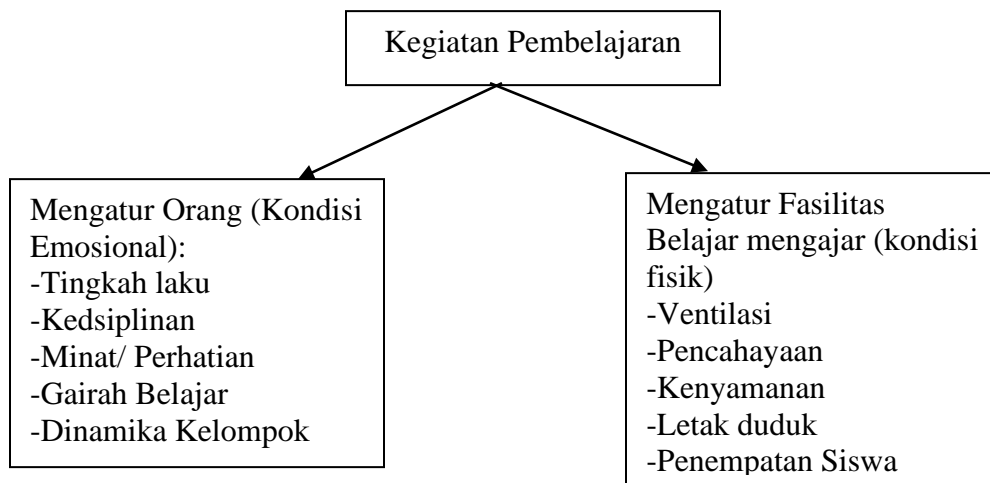 Kegiatan Pembelajaran
Mengatur Orang (Kondisi
Emosional):
-Tingkah laku
-Kedsiplinan
-Minat/ Perhatian
-Gairah Belajar
-Dinamika Kelompok
Mengatur Fasilitas
Belajar mengajar (kondisi
fisik)
-Ventilasi
-Pencahayaan
-Kenyamanan
-Letak duduk
-Penempatan Siswa